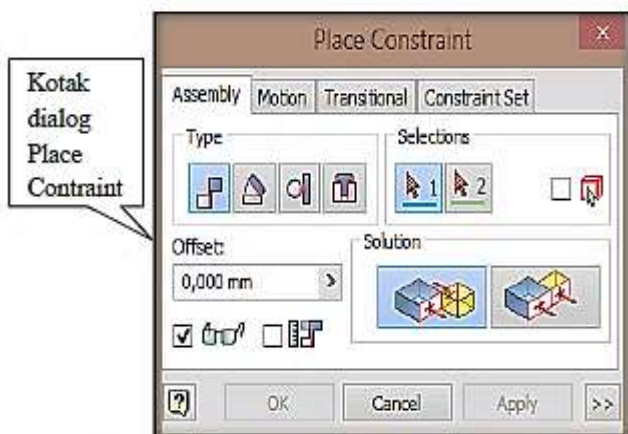 Place Constraint
Kotak
dialog
Place
Contraint
Assembly Motion Transitional Constraint Set
Type
Selections
1 2
Offset:
0,000 mm
Solution
OK Cancel Apply >>